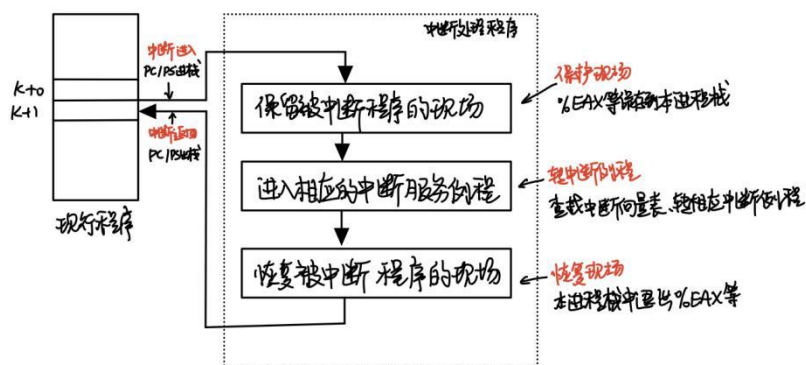 中断处理程序
中断进入
PC/PS进栈
K+0
K+1
中断返回
PC/PS出栈
现行程序
保留被中断程序的现场
进入相应的中断服务例程
恢复被中断程序的现场
保护现场
%EAX等保存到本进程栈
转中断例程
查找中断向量表、转相应中断例程
恢复现场
本进程栈中退出%EAX等